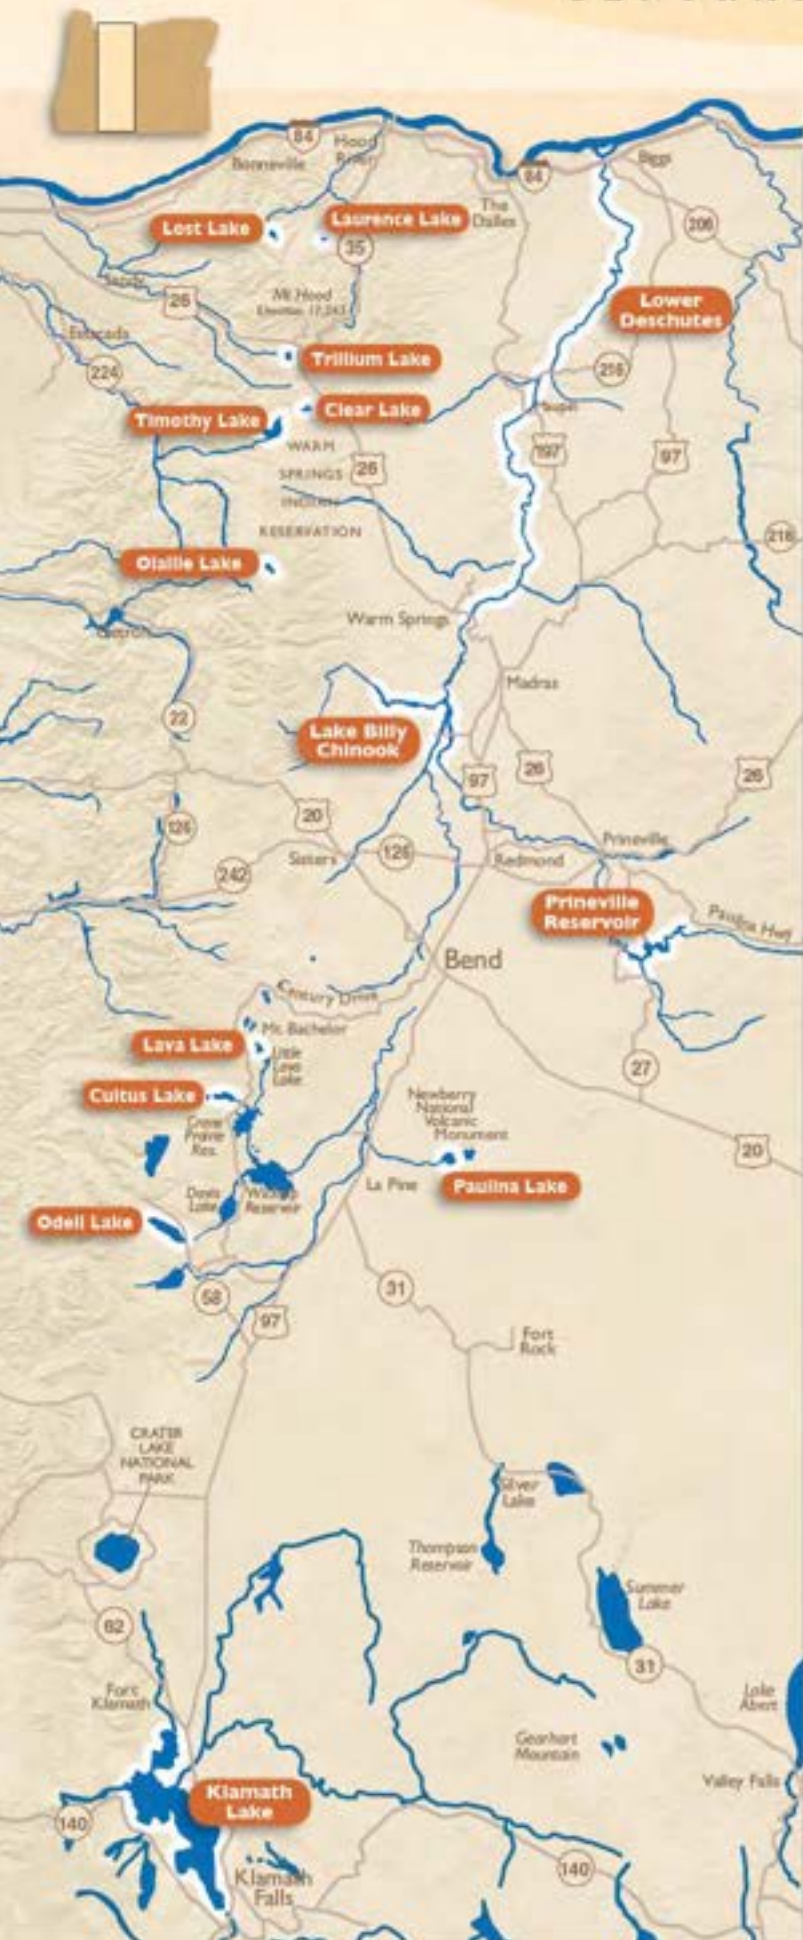 84
Hood
River
Bonneville
84
Biggs
Lost Lake
Laurence Lake
The
Dalles
206
35
Sandy
26
Mt Hood
Lower
Deschutes
Estacada
Trillium Lake
224
216
Clear Lake
Timothy Lake
WARM
197
97
SPRINGS
26
INDIAN
RESERVATION
218
Olallie Lake
Detroit
Warm Springs
Madras
22
Lake Billy
Chinook
97
26
26
20
126
Prineville
Sisters
126
Redmond
242
Prineville
Reservoir
Paulina Hwy
Bend
Century Drive
Mt. Bachelor
Lava Lake
Little
Lava
Lake
27
Cultus Lake
Newberry
National
Volcanic
Monument
Crane
Prairie
Res.
20
La Pine
Paulina Lake
Davis
Lake
Wickiup
Reservoir
Odell Lake
58
31
97
Fort
Rock
CRATER
LAKE
NATIONAL
PARK
Silver
Lake
Thompson
Reservoir
Summer
Lake
62
31
Fort
Klamath
Lake
Abert
Gearhart
Mountain
Valley Falls
Klamath
Lake
140
140
Klamath
Falls